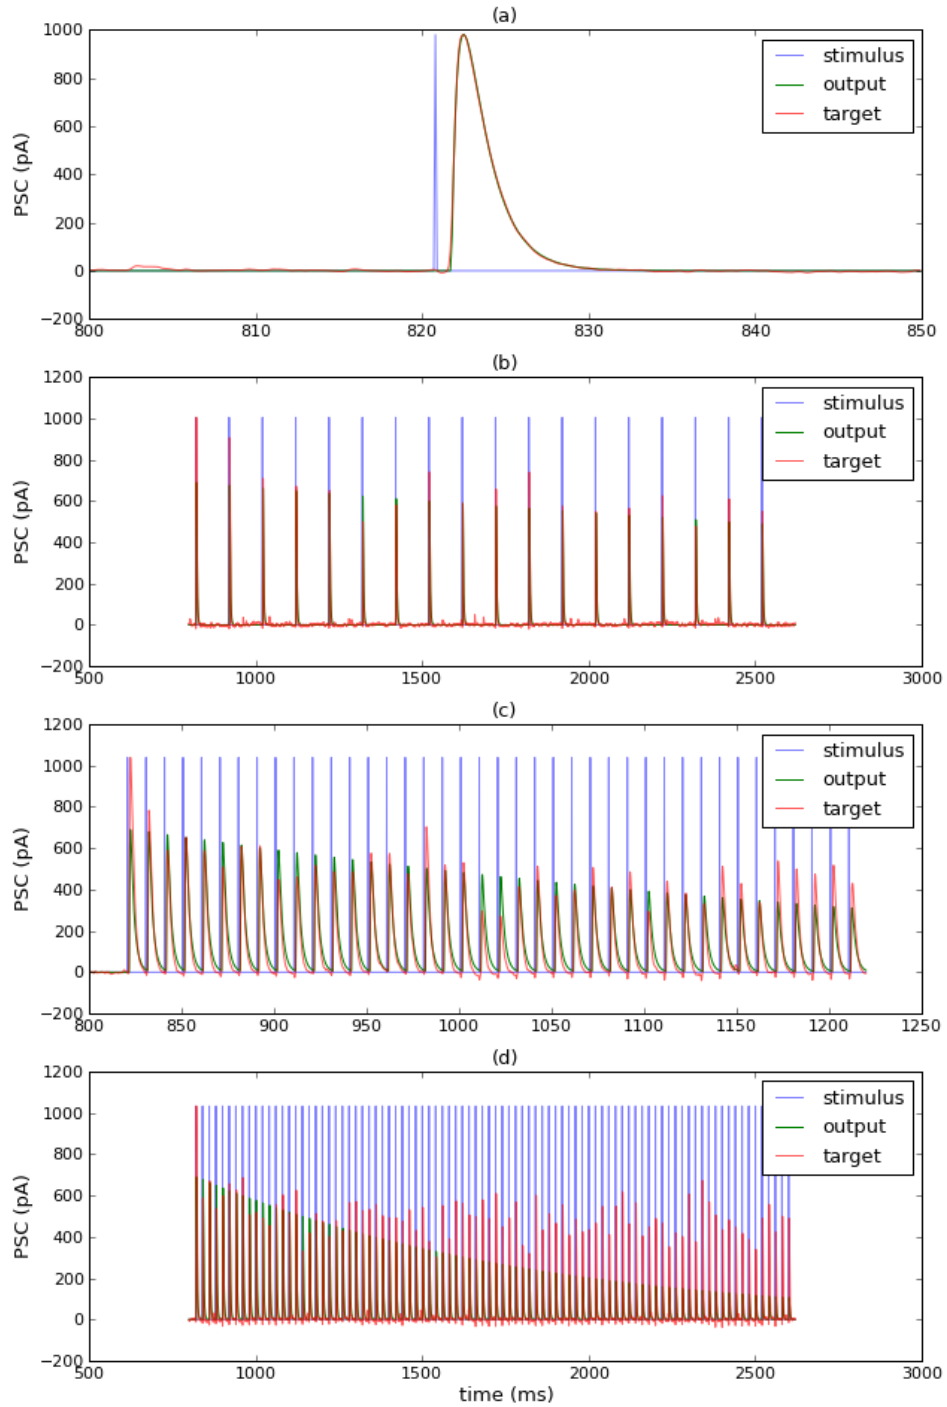 (a)
1000
800
600
400
200
0
−200
PSC (pA)
stimulus
output
target
800 810 820 830 840 850
(b)
1200
1000
800
600
400
200
0
−200
PSC (pA)
stimulus
output
target
500 1000 1500 2000 2500 3000
(c)
1200
1000
800
600
400
200
0
−200
PSC (pA)
stimulus
output
target
800 850 900 950 1000 1050 1100 1150 1200 1250
(d)
1200
1000
800
600
400
200
0
−200
PSC (pA)
stimulus
output
target
500 1000 1500 2000 2500 3000
time (ms)